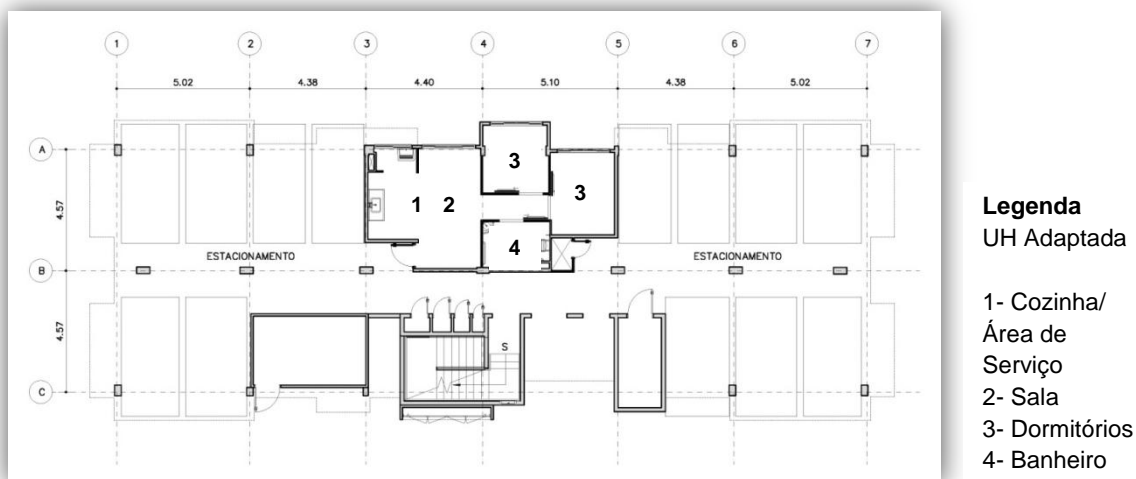 1 2 3 4 5 6 7
5.02 4.38 4.40 5.10 4.38 5.02
A
3
1 2
3
4.57
4
ESTACIONAMENTO ESTACIONAMENTO
B
4.57
S
C
Legenda
UH Adaptada
1- Cozinha/
Área de
Serviço
2- Sala
3- Dormitórios
4- Banheiro